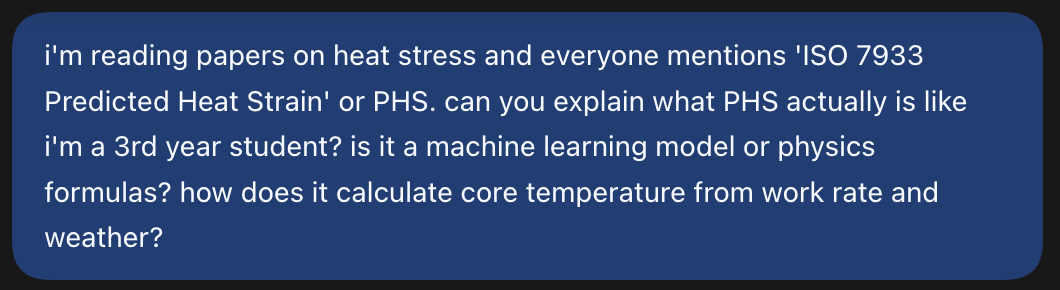 i'm reading papers on heat stress and everyone mentions 'ISO 7933
Predicted Heat Strain' or PHS. can you explain what PHS actually is like
i'm a 3rd year student? is it a machine learning model or physics
formulas? how does it calculate core temperature from work rate and
weather?